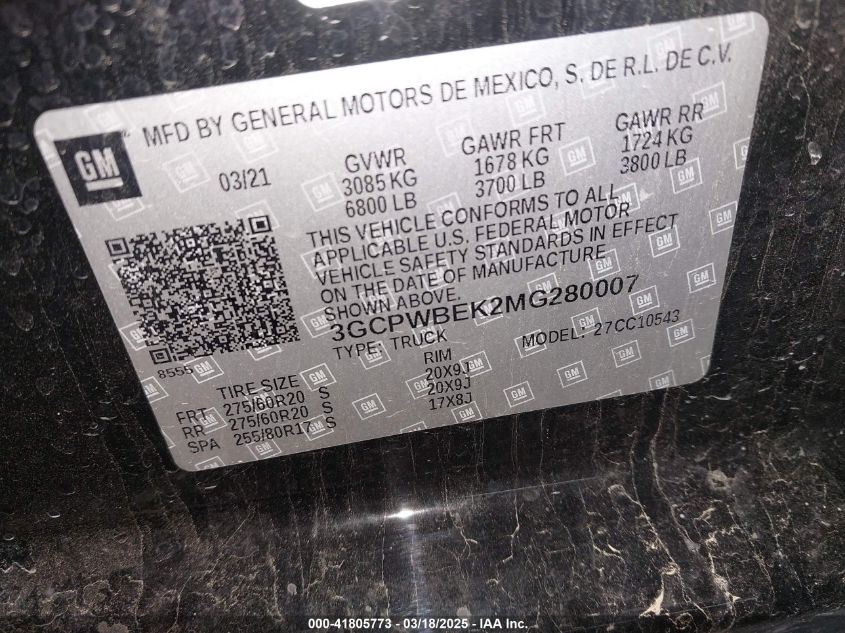 MFD BY GENERAL MOTORS DE MEXICO, S. DE R.L. DE C.V.
GM
03/21
GVWR
3085 KG
6800 LB
GAWR FRT
1678 KG
3700 LB
GAWR RR
1724 KG
3800 LB
THIS VEHICLE CONFORMS TO ALL
APPLICABLE U.S. FEDERAL MOTOR
VEHICLE SAFETY STANDARDS IN EFFECT
ON THE DATE OF MANUFACTURE
SHOWN ABOVE.
3GCPWBEK2MG280007
TYPE: TRUCK MODEL: 27CC10543
8555
TIRE SIZE RIM
FRT 275/60R20 S 20X9J
RR 275/60R20 S 20X9J
SPA 255/80R17 S 17X8J
000-41805773 - 03/18/2025 - IAA Inc.